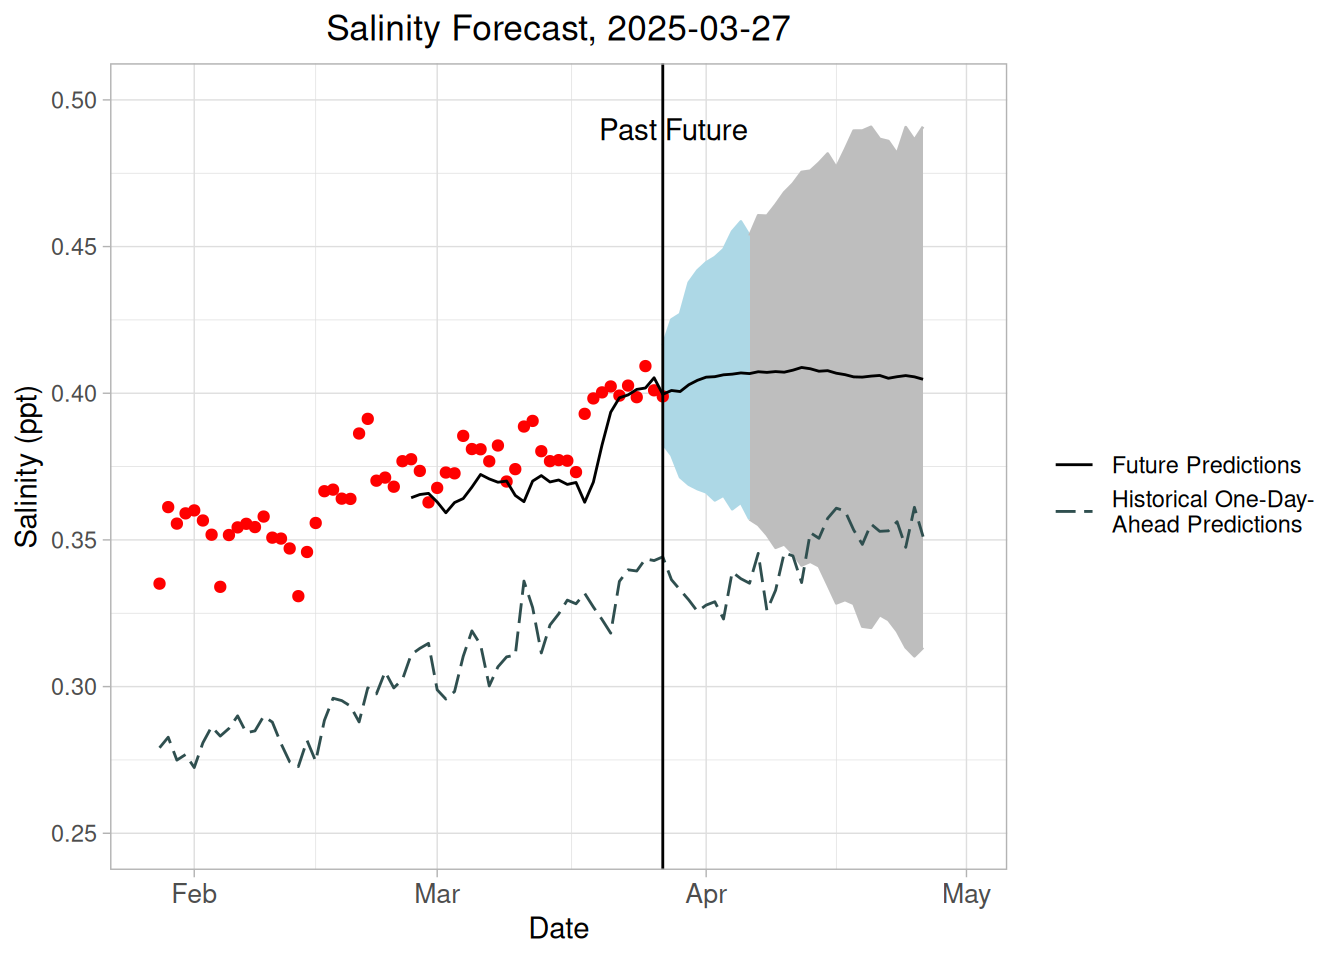 Salinity Forecast, 2025-03-27
Past Future
0.50
0.45
0.40
0.35
0.30
0.25
Salinity (ppt)
Feb Mar Apr May
Date
Future Predictions
Historical One-Day-
Ahead Predictions